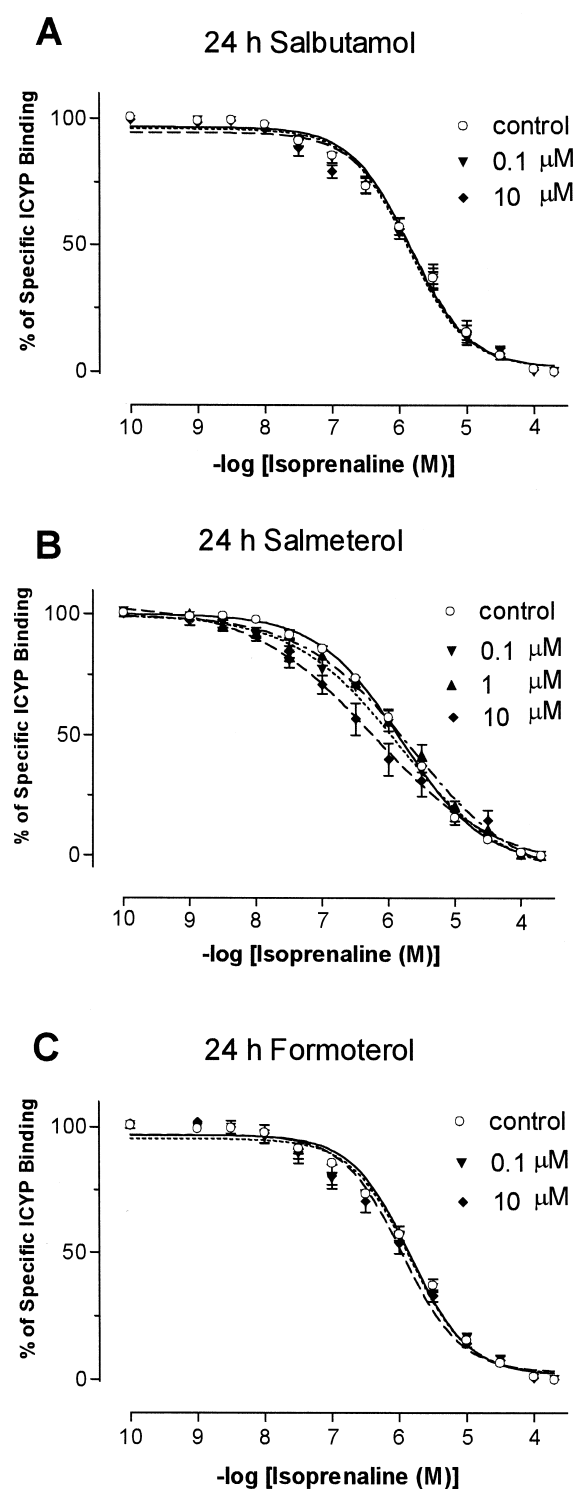 A
24 h Salbutamol
% of Specific ICYP Binding
100
50
0
control
0.1 μM
10 μM
10 9 8 7 6 5 4
-log [Isoprenaline (M)]
B
24 h Salmeterol
% of Specific ICYP Binding
100
50
0
control
0.1 μM
1 μM
10 μM
10 9 8 7 6 5 4
-log [Isoprenaline (M)]
C
24 h Formoterol
% of Specific ICYP Binding
100
50
0
control
0.1 μM
10 μM
10 9 8 7 6 5 4
-log [Isoprenaline (M)]